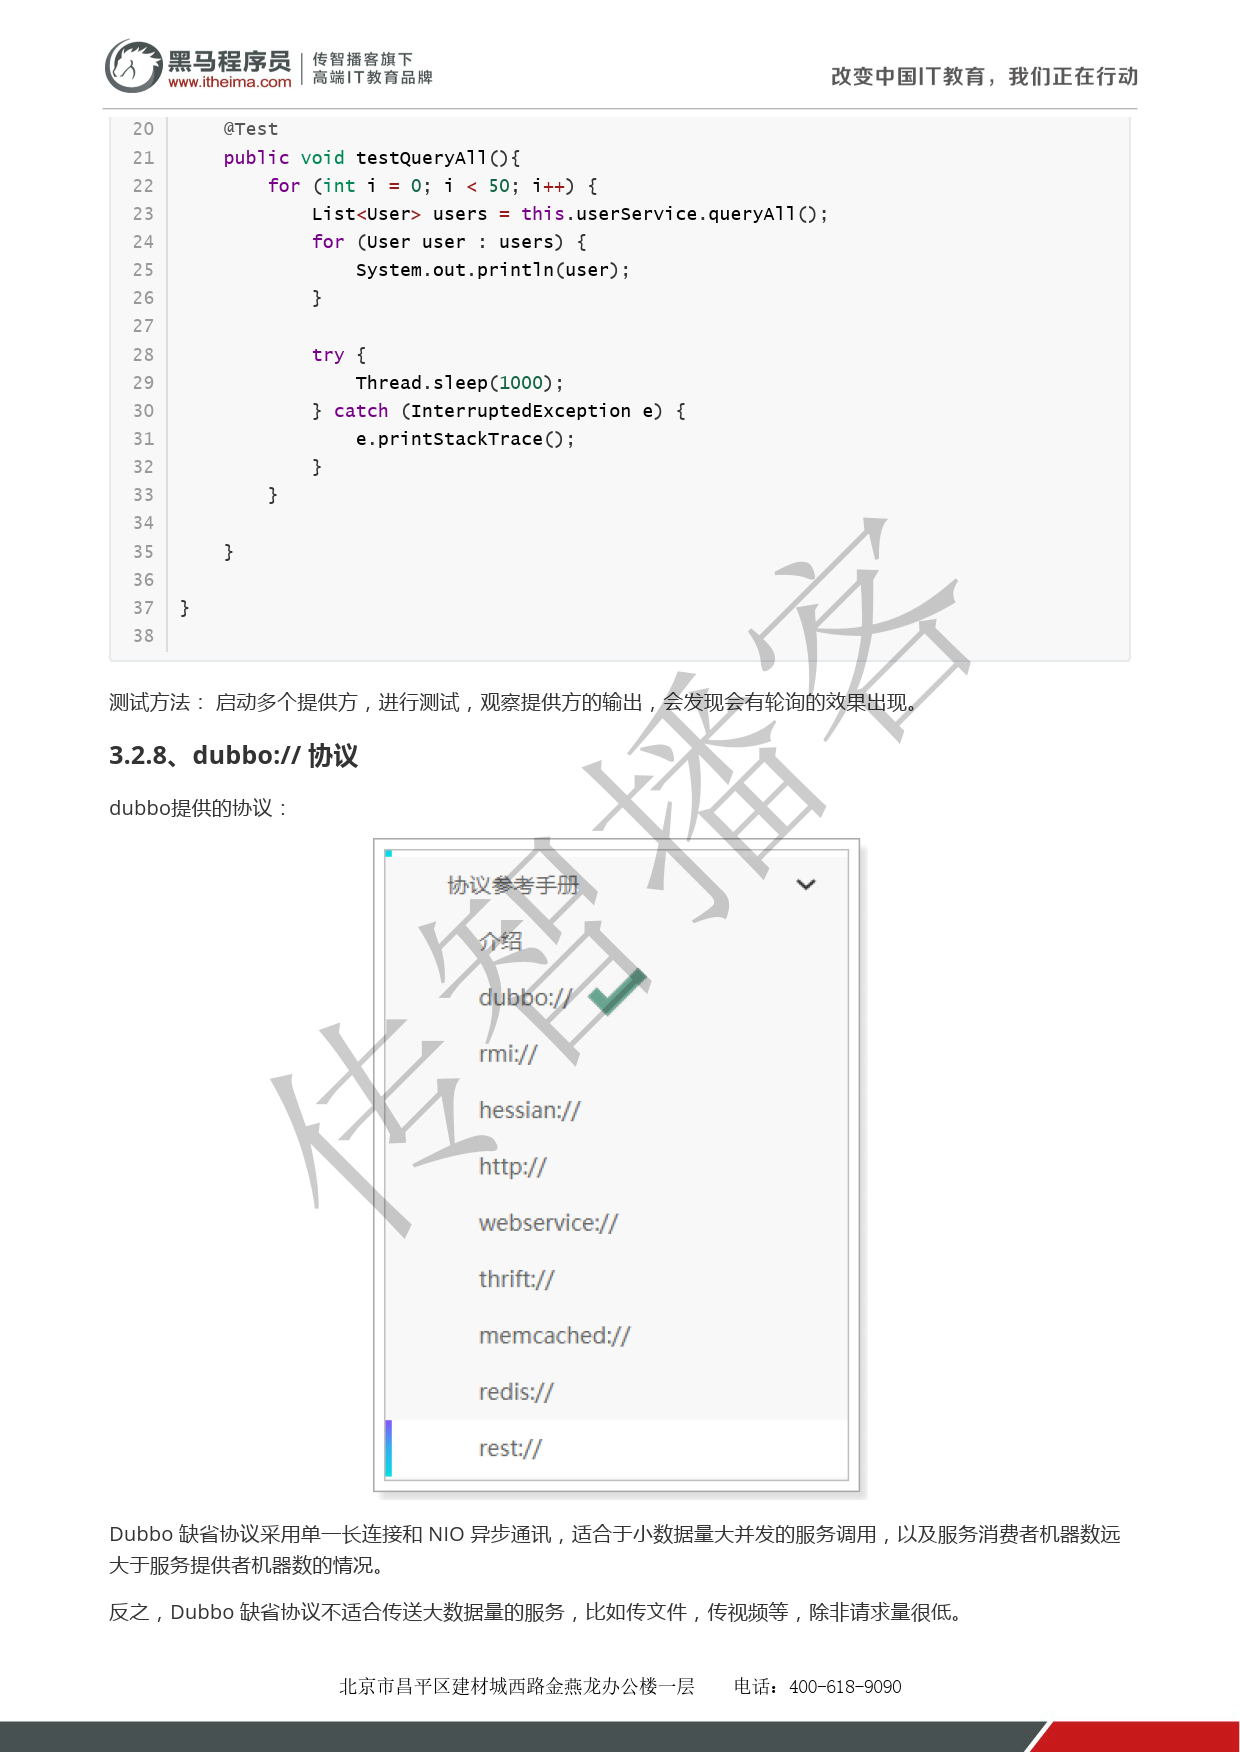 黑马程序员
www.itheima.com
传智播客旗下
高端IT教育品牌
改变中国IT教育，我们正在行动
20 @Test
21 public void testQueryAll(){
22 for (int i = 0; i < 50; i++) {
23 List<User> users = this.userService.queryAll();
24 for (User user : users) {
25 System.out.println(user);
26 }
27
28 try {
29 Thread.sleep(1000);
30 } catch (InterruptedException e) {
31 e.printStackTrace();
32 }
33 }
34
35 }
36
37 }
38
测试方法： 启动多个提供方，进行测试，观察提供方的输出，会发现会有轮询的效果出现。
3.2.8、dubbo:// 协议
dubbo提供的协议：
协议参考手册
介绍
dubbo://
rmi://
hessian://
http://
webservice://
thrift://
memcached://
redis://
rest://
传智播客
Dubbo 缺省协议采用单一长连接和 NIO 异步通讯，适合于小数据量大并发的服务调用，以及服务消费者机器数远
大于服务提供者机器数的情况。
反之，Dubbo 缺省协议不适合传送大数据量的服务，比如传文件，传视频等，除非请求量很低。
北京市昌平区建材城西路金燕龙办公楼一层 电话：400-618-9090